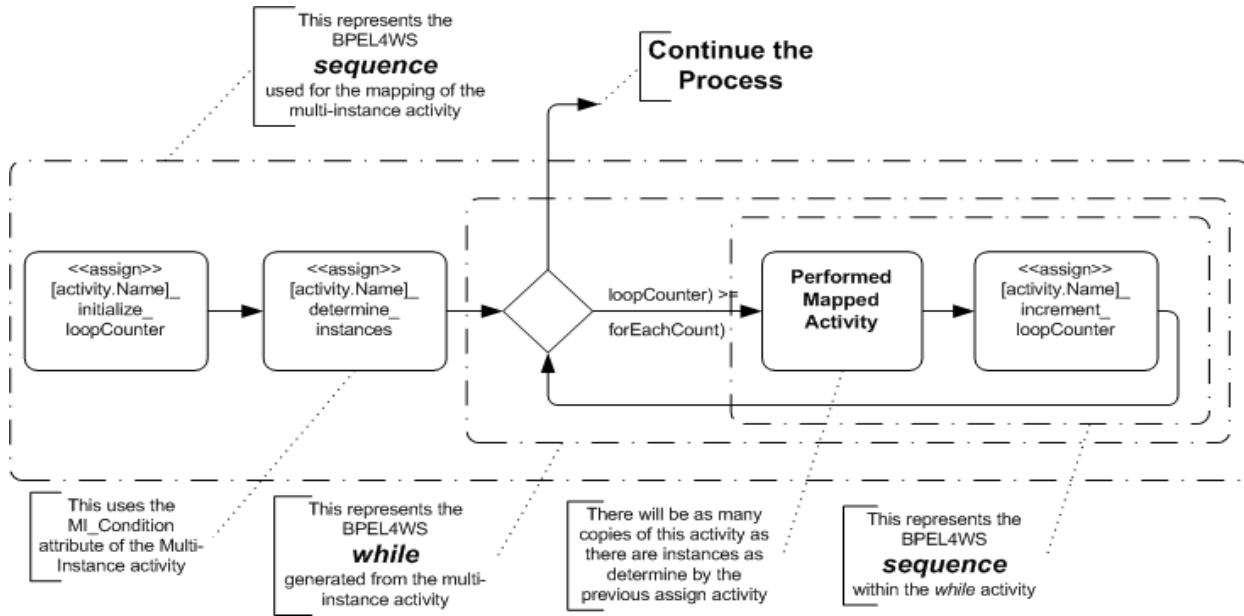 This represents the
BPEL4WS
sequence
used for the mapping of the
multi-instance activity
Continue the
Process
<<assign>>
[activity.Name]_
initialize_
loopCounter
<<assign>>
[activity.Name]_
determine_
instances
loopCounter) >=
forEachCount)
Performed
Mapped
Activity
<<assign>>
[activity.Name]_
increment_
loopCounter
This uses the
MI_Condition
attribute of the Multi-
Instance activity
This represents the
BPEL4WS
while
generated from the multi-
instance activity
There will be as many
copies of this activity as
there are instances as
determine by the
previous assign activity
This represents the
BPEL4WS
sequence
within the while activity